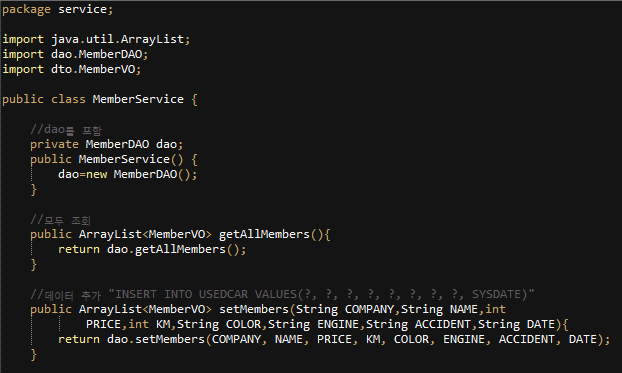 package service;
import java.util.ArrayList;
import dao.MemberDAO;
import dto.MemberVO;
public class MemberService {
//dao를 포함
private MemberDAO dao;
public MemberService() {
dao=new MemberDAO();
}
//모두 조회
public ArrayList<MemberVO> getAllMembers(){
return dao.getAllMembers();
}
//데이터 추가 "INSERT INTO USEDCAR VALUES(?, ?, ?, ?, ?, ?, ?, SYSDATE)"
public ArrayList<MemberVO> setMembers(String COMPANY,String NAME,int
PRICE,int KM,String COLOR,String ENGINE,String ACCIDENT,String DATE){
return dao.setMembers(COMPANY, NAME, PRICE, KM, COLOR, ENGINE, ACCIDENT, DATE);
}